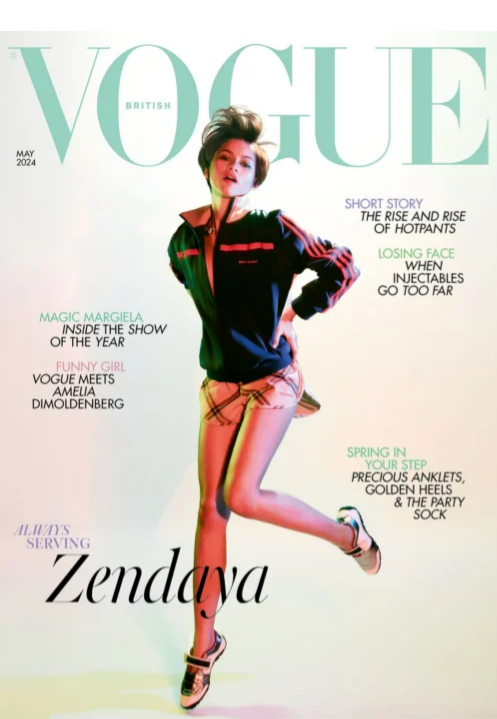 VOGUE
BRITISH
MAY
2024
SHORT STORY
THE RISE AND RISE
OF HOTPANTS
LOSING FACE
WHEN
INJECTABLES
GO TOO FAR
MAGIC MARGIELA
INSIDE THE SHOW
OF THE YEAR
FUNNY GIRL
VOGUE MEETS
AMELIA
DIMOLDENBERG
SPRING IN
YOUR STEP
PRECIOUS ANKLETS,
GOLDEN HEELS
& THE PARTY
SOCK
ALWAYS
SERVING
Zendaya